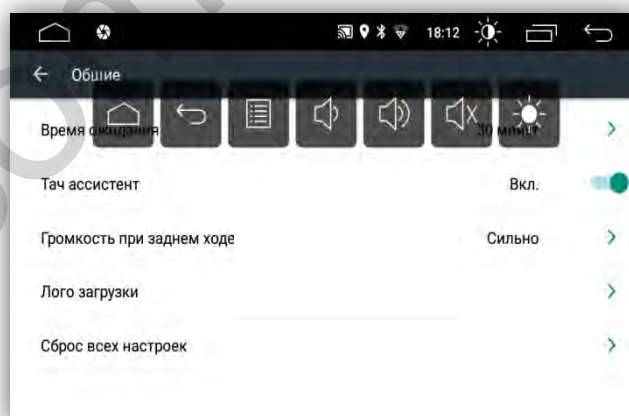 18:12
Общие
Время ожидания 30 минут
Тач ассистент Вкл.
Громкость при заднем ходе Сильно
Лого загрузки
Сброс всех настроек